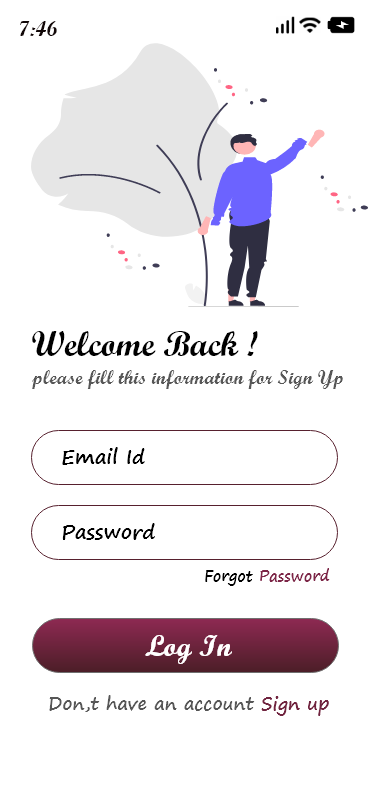 7:46
Welcome Back !
please fill this information for Sign Up
Email Id
Password
Forgot Password
Log In
Don,t have an account Sign up